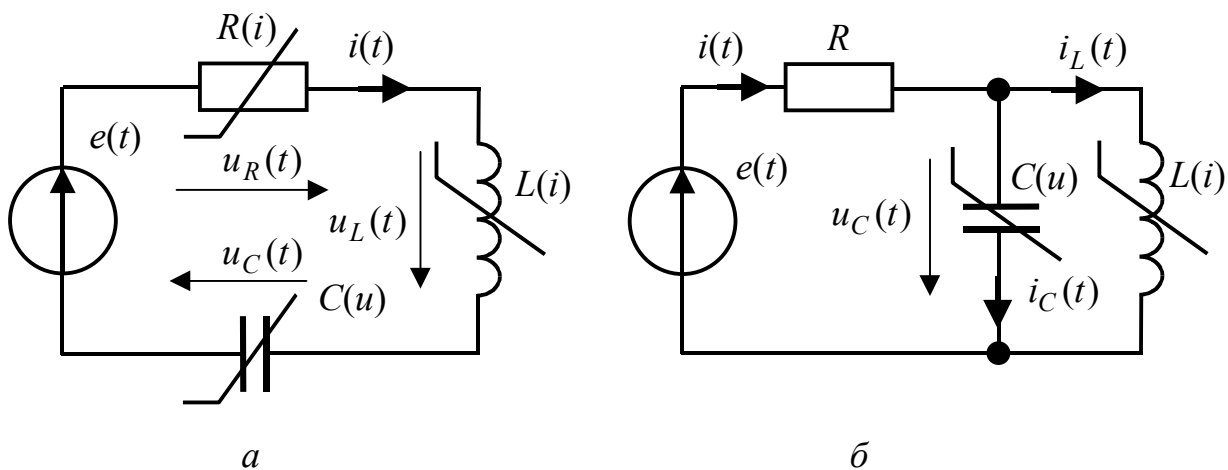 R(i)
i(t)
e(t)
u_R(t)
u_L(t)
L(i)
u_C(t)
C(u)
а
i(t)
R
i_L(t)
e(t)
u_C(t)
C(u)
L(i)
i_C(t)
б